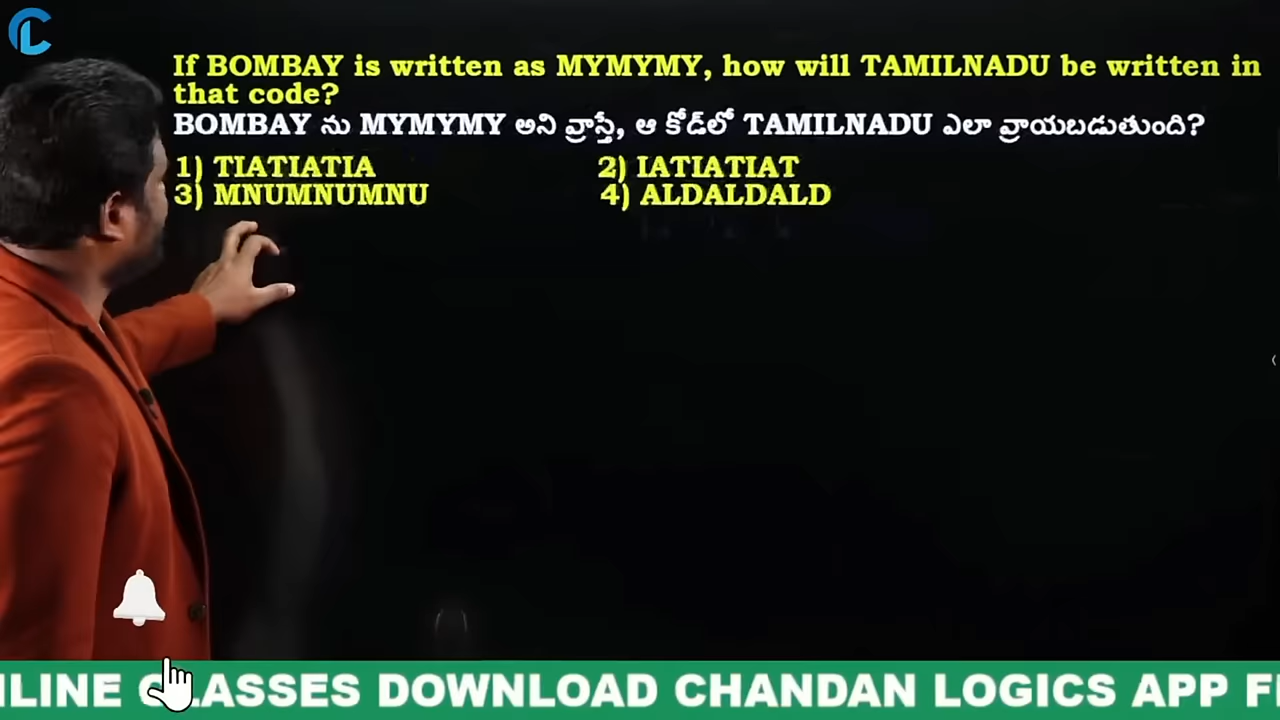 If BOMBAY is written as MYMYMY, how will TAMILNADU be written in
that code?
BOMBAY ను MYMYMY అని వ్రాస్తే, ఆ కోడ్‌లో TAMILNADU ఎలా వ్రాయబడుతుంది?
1) TIATIATIA 2) IATIATIAT
3) MNUMNUMNU 4) ALDALDALD
NLINE CLASSES DOWNLOAD CHANDAN LOGICS APP F